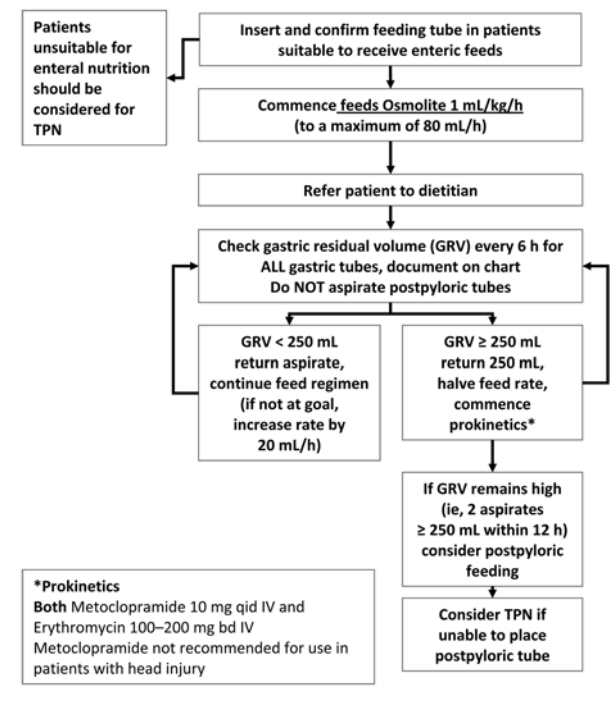 Patients
unsuitable for
enteral nutrition
should be
considered for
TPN
Insert and confirm feeding tube in patients
suitable to receive enteric feeds
Commence feeds Osmolite 1 mL/kg/h
(to a maximum of 80 mL/h)
Refer patient to dietitian
Check gastric residual volume (GRV) every 6 h for
ALL gastric tubes, document on chart
Do NOT aspirate postpyloric tubes
GRV < 250 mL
return aspirate,
continue feed regimen
(if not at goal,
increase rate by
20 mL/h)
GRV ≥ 250 mL
return 250 mL,
halve feed rate,
commence
prokinetics*
If GRV remains high
(ie, 2 aspirates
≥ 250 mL within 12 h)
consider postpyloric
feeding
Consider TPN if
unable to place
postpyloric tube
*Prokinetics
Both Metoclopramide 10 mg qid IV and
Erythromycin 100–200 mg bd IV
Metoclopramide not recommended for use in
patients with head injury